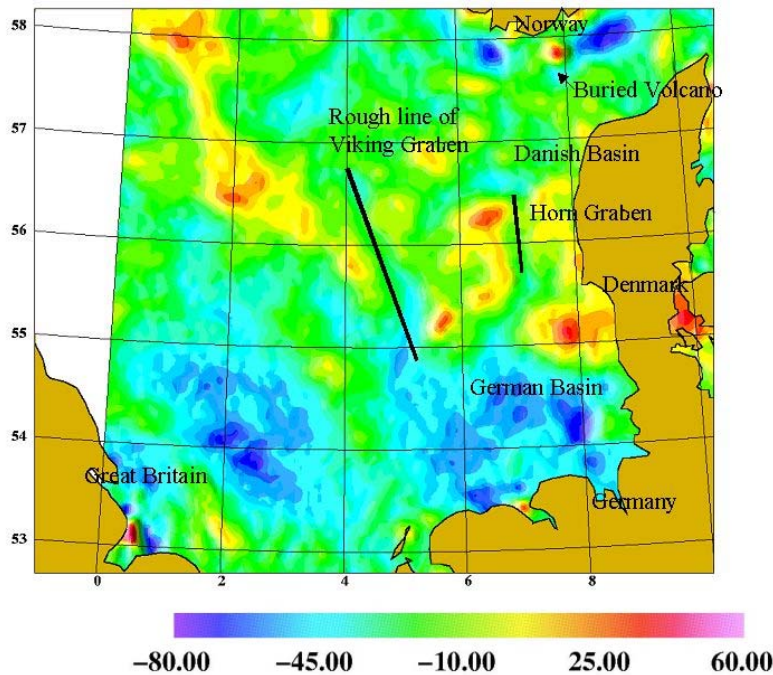 58
Norway
Buried Volcano
Rough line of
Viking Graben
57
Danish Basin
56
Horn Graben
Denmark
55
German Basin
54
Great Britain
Germany
53
0 2 4 6 8
-80.00 -45.00 -10.00 25.00 60.00